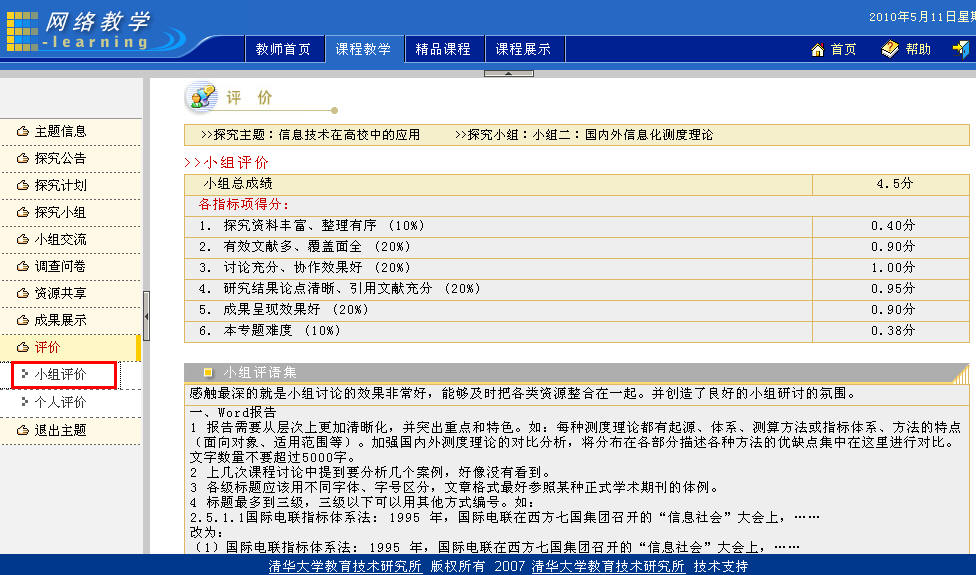 网络教学
-learning
2010年5月11日星期
教师首页 课程教学 精品课程 课程展示 首页 帮助
评 价
>>探究主题：信息技术在高校中的应用 >>探究小组：小组二：国内外信息化测度理论
主题信息
探究公告
探究计划
探究小组
小组交流
调查问卷
资源共享
成果展示
评价
小组评价
个人评价
退出主题
>>小组评价
小组总成绩 4.5分
各指标项得分：
1. 探究资料丰富、整理有序 (10%) 0.40分
2. 有效文献多、覆盖面全 (20%) 0.90分
3. 讨论充分、协作效果好 (20%) 1.00分
4. 研究结果论点清晰、引用文献充分 (20%) 0.95分
5. 成果呈现效果好 (20%) 0.90分
6. 本专题难度 (10%) 0.38分
小组评语集
感触最深的就是小组讨论的效果非常好，能够及时把各类资源整合在一起。并创造了良好的小组研讨的氛围。
一、Word报告
1 报告需要从层次上更加清晰化，并突出重点和特色。如：每种测度理论都有起源、体系、测算方法或指标体系、方法的特点
（面向对象、适用范围等）。加强国内外测度理论的对比分析，将分布在各部分描述各种方法的优缺点集中在这里进行对比。
文字数量不要超过5000字。
2 上几次课程讨论中提到要分析几个案例，好像没有看到。
3 各级标题应该用不同字体、字号区分，文章格式最好参照某种正式学术期刊的体例。
4 标题最多到三级，三级以下可以用其他方式编号。如：
2.5.1.1国际电联指标体系法： 1995 年，国际电联在西方七国集团召开的“信息社会”大会上，……
改为：
（1）国际电联指标体系法： 1995 年，国际电联在西方七国集团召开的“信息社会”大会上，……
清华大学教育技术研究所 版权所有 2007 清华大学教育技术研究所 技术支持